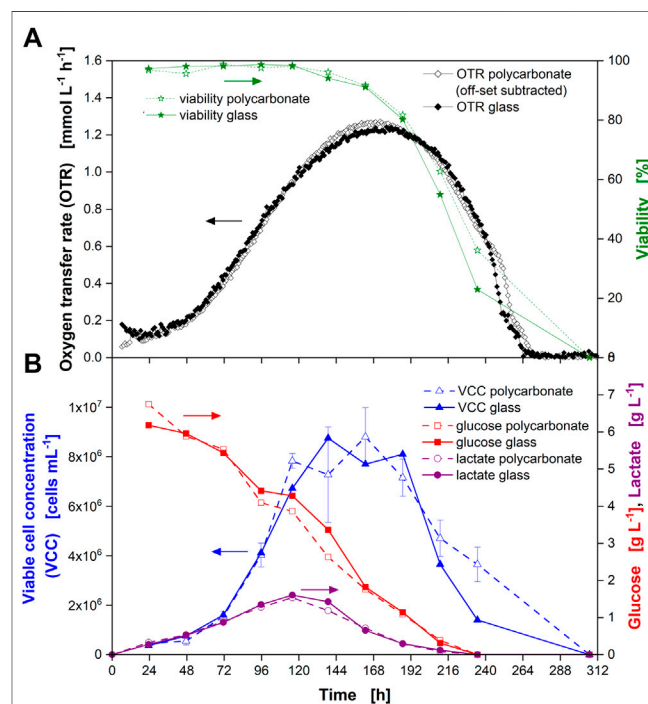 A
1.6
1.4
1.2
1.0
0.8
0.6
0.4
0.2
0.0
Oxygen transfer rate (OTR) [mmol L⁻¹ h⁻¹]
viability polycarbonate
viability glass
OTR polycarbonate
(off-set subtracted)
OTR glass
100
80
60
40
20
0
Viability [%]
B
1x10⁷
8x10⁶
6x10⁶
4x10⁶
2x10⁶
0
Viable cell concentration
(VCC) [cells mL⁻¹]
VCC polycarbonate
VCC glass
glucose polycarbonate
glucose glass
lactate polycarbonate
lactate glass
7
6
5
4
3
2
1
0
Glucose [g L⁻¹], Lactate [g L⁻¹]
0 24 48 72 96 120 144 168 192 216 240 264 288 312
Time [h]